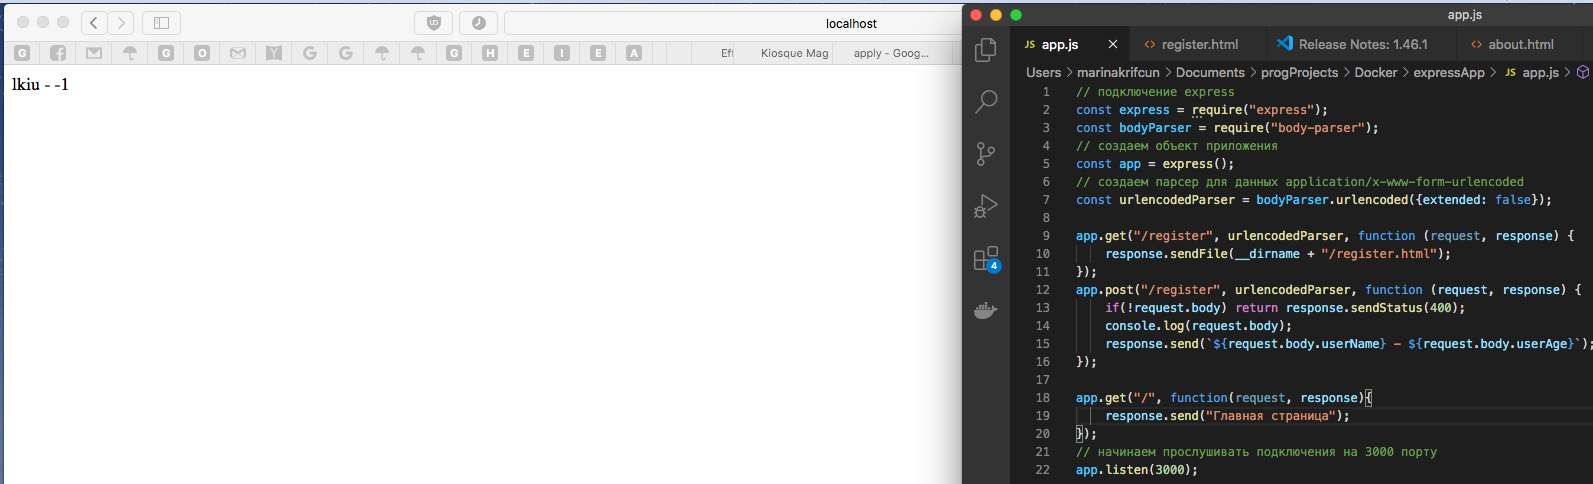 localhost
G G O G G G H E I E A Eff Kiosque Mag apply - Goog...
lkiu - -1
app.js
JS app.js × <> register.html Release Notes: 1.46.1 <> about.html
Users > marinakrifcun > Documents > progProjects > Docker > expressApp > JS app.js >
1 // подключение express
2 const express = require("express");
3 const bodyParser = require("body-parser");
4 // создаем объект приложения
5 const app = express();
6 // создаем парсер для данных application/x-www-form-urlencoded
7 const urlencodedParser = bodyParser.urlencoded({extended: false});
8
9 app.get("/register", urlencodedParser, function (request, response) {
10 response.sendFile(__dirname + "/register.html");
11 });
12 app.post("/register", urlencodedParser, function (request, response) {
13 if(!request.body) return response.sendStatus(400);
14 console.log(request.body);
15 response.send(`${request.body.userName} - ${request.body.userAge}`);
16 });
17
18 app.get("/", function(request, response){
19 response.send("Главная страница");
20 });
21 // начинаем прослушивать подключения на 3000 порту
22 app.listen(3000);
4